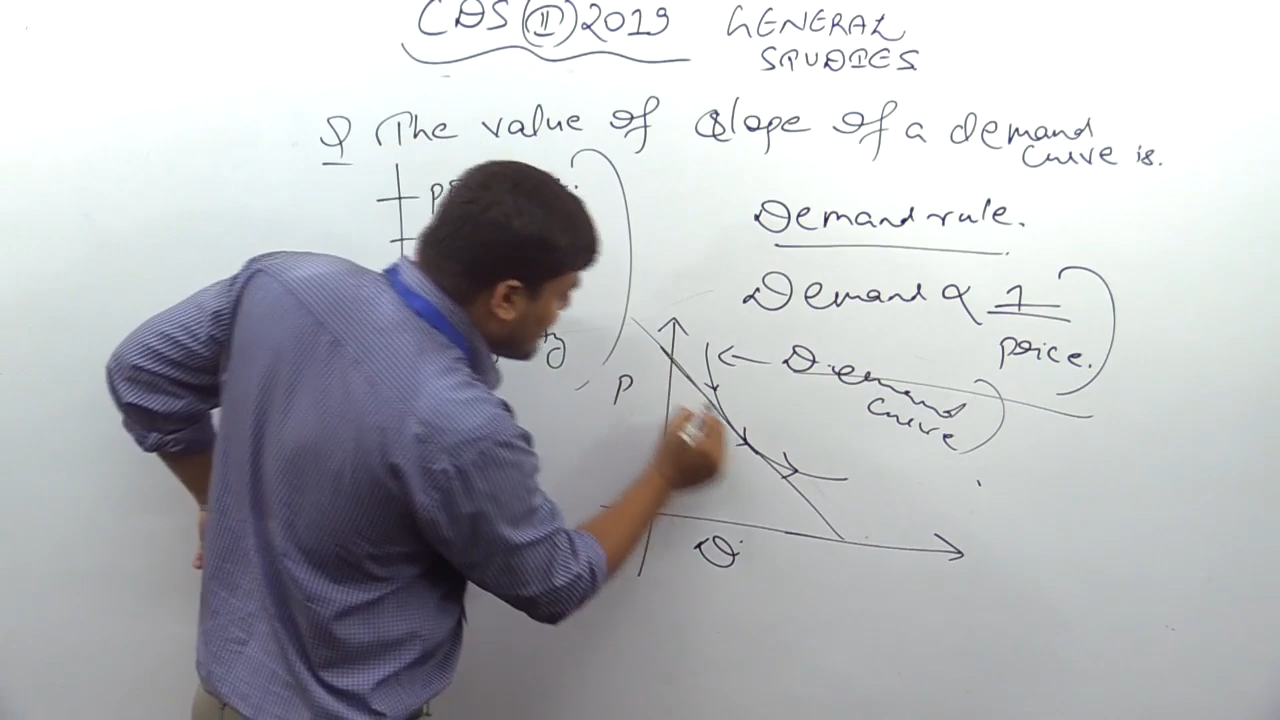 CDS (II) 2019 GENERAL
STUDIES
Q The value of slope of a demand
curve is.
Demand rule.
Demand ∝ 1
price.
Demand
curve
P
Q